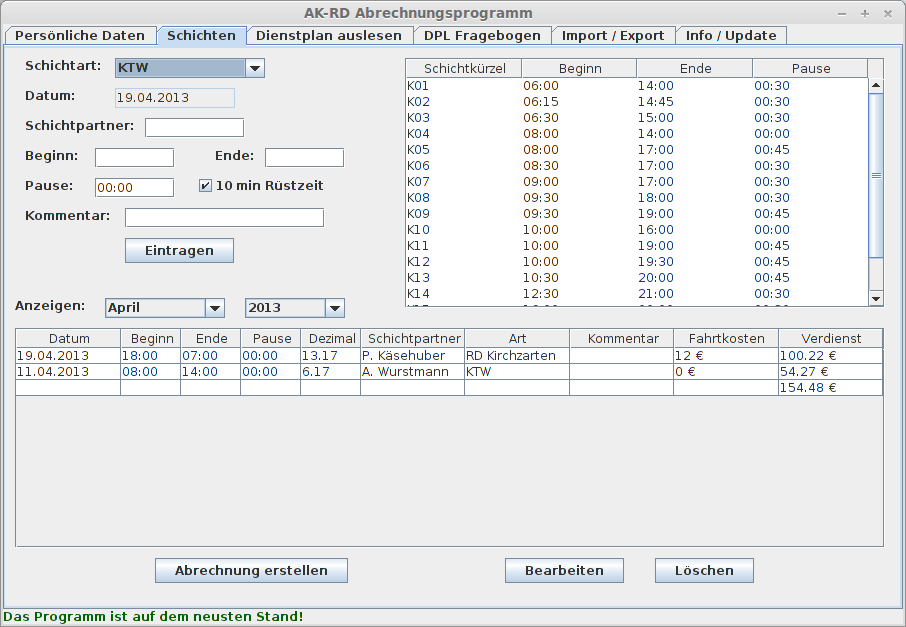 AK-RD Abrechnungsprogramm
Persönliche Daten Schichten Dienstplan auslesen DPL Fragebogen Import / Export Info / Update
Schichtart: KTW
Datum: 19.04.2013
Schichtpartner:
Beginn: Ende:
Pause: 00:00 10 min Rüstzeit
Kommentar:
Eintragen
Schichtkürzel Beginn Ende Pause
K01 06:00 14:00 00:30
K02 06:15 14:45 00:30
K03 06:30 15:00 00:30
K04 08:00 14:00 00:00
K05 08:00 17:00 00:45
K06 08:30 17:00 00:30
K07 09:00 17:00 00:30
K08 09:30 18:00 00:30
K09 09:30 19:00 00:45
K10 10:00 16:00 00:00
K11 10:00 19:00 00:45
K12 10:00 19:30 00:45
K13 10:30 20:00 00:45
K14 12:30 21:00 00:30
Anzeigen: April 2013
Datum Beginn Ende Pause Dezimal Schichtpartner Art Kommentar Fahrtkosten Verdienst
19.04.2013 18:00 07:00 00:00 13.17 P. Käsehuber RD Kirchzarten 12 € 100.22 €
11.04.2013 08:00 14:00 00:00 6.17 A. Wurstmann KTW 0 € 54.27 €
154.48 €
Abrechnung erstellen Bearbeiten Löschen
Das Programm ist auf dem neusten Stand!